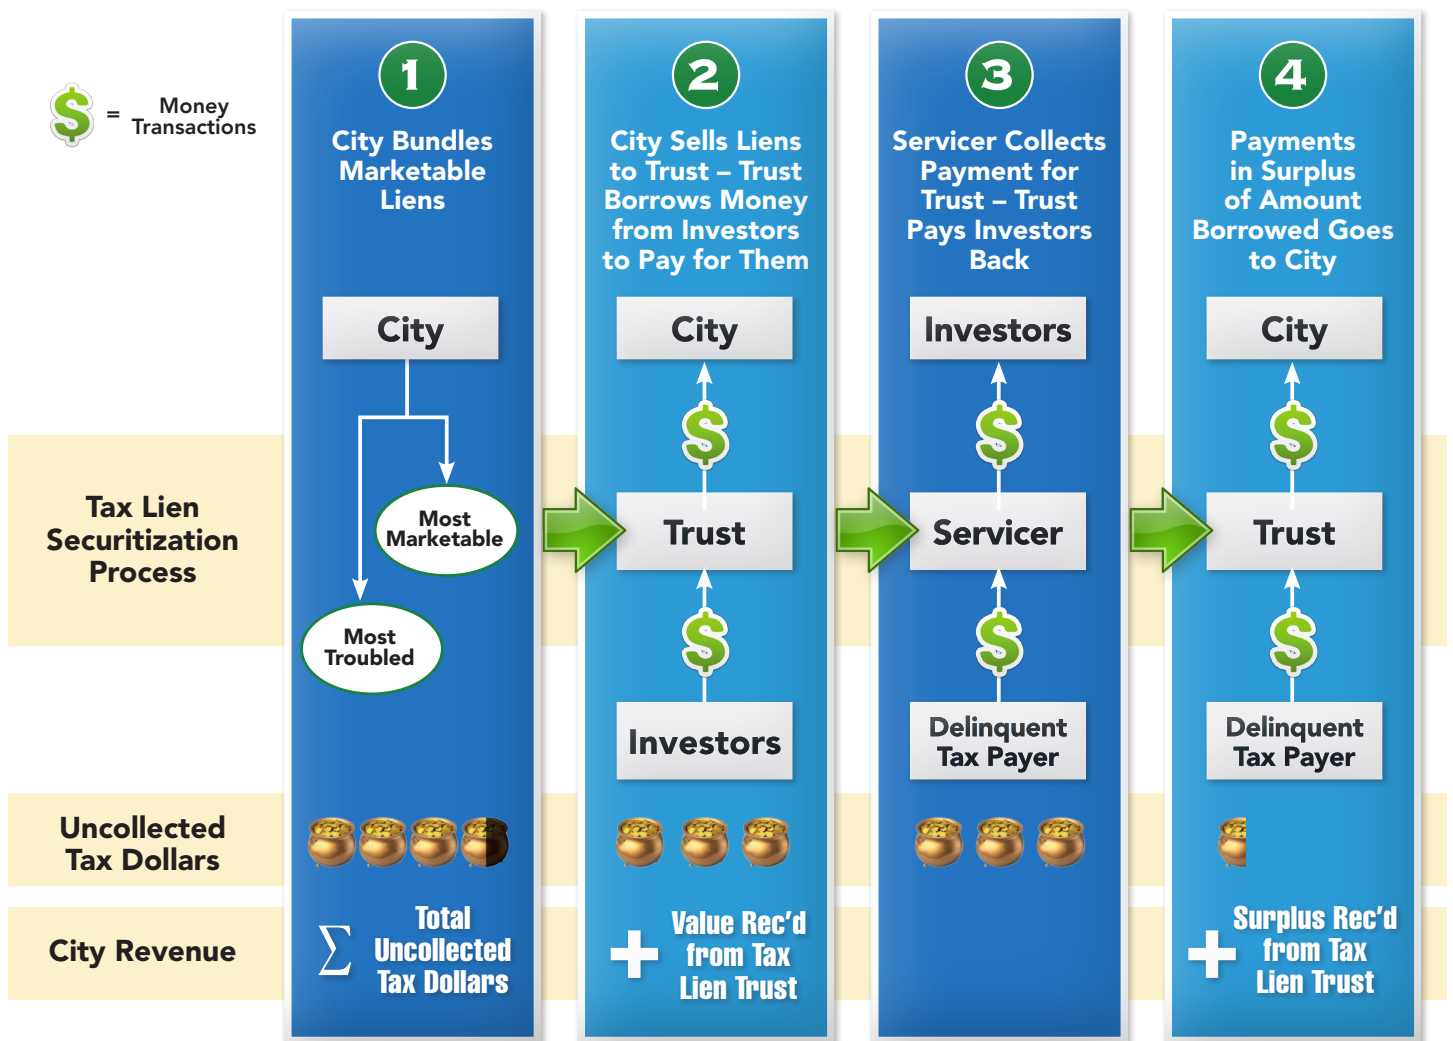 $ = Money
Transactions
1
City Bundles
Marketable
Liens
City
Most
Marketable
Most
Troubled
2
City Sells Liens
to Trust – Trust
Borrows Money
from Investors
to Pay for Them
City
$
Trust
$
Investors
3
Servicer Collects
Payment for
Trust – Trust
Pays Investors
Back
Investors
$
Servicer
$
Delinquent
Tax Payer
4
Payments
in Surplus
of Amount
Borrowed Goes
to City
City
$
Trust
$
Delinquent
Tax Payer
Tax Lien
Securitization
Process
Uncollected
Tax Dollars
City Revenue
∑ Total
Uncollected
Tax Dollars
+ Value Rec'd
from Tax
Lien Trust
+ Surplus Rec'd
from Tax
Lien Trust